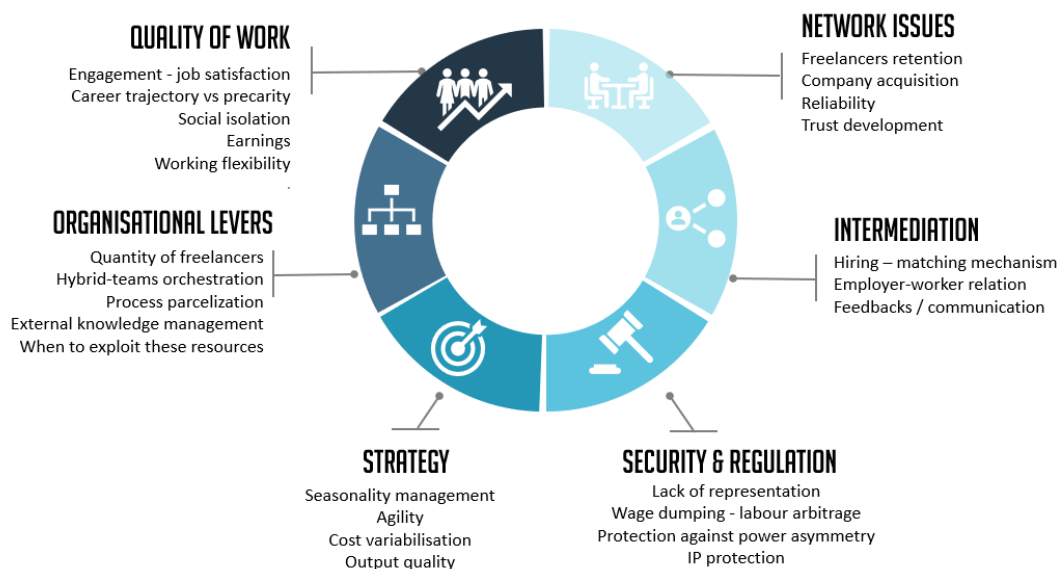 QUALITY OF WORK
Engagement - job satisfaction
Career trajectory vs precarity
Social isolation
Earnings
Working flexibility
.
NETWORK ISSUES
Freelancers retention
Company acquisition
Reliability
Trust development
ORGANISATIONAL LEVERS
Quantity of freelancers
Hybrid-teams orchestration
Process parcelization
External knowledge management
When to exploit these resources
INTERMEDIATION
Hiring – matching mechanism
Employer-worker relation
Feedbacks / communication
STRATEGY
Seasonality management
Agility
Cost variabilisation
Output quality
SECURITY & REGULATION
Lack of representation
Wage dumping - labour arbitrage
Protection against power asymmetry
IP protection